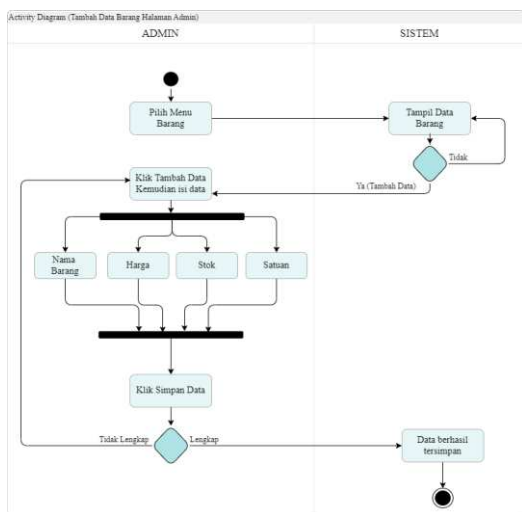 Activity Diagram (Tambah Data Barang Halaman Admin)
ADMIN
SISTEM
Pilih Menu
Barang
Tampil Data
Barang
Tidak
Ya (Tambah Data)
Klik Tambah Data
Kemudian isi data
Nama
Barang
Harga
Stok
Satuan
Klik Simpan Data
Tidak Lengkap
Lengkap
Data berhasil
tersimpan